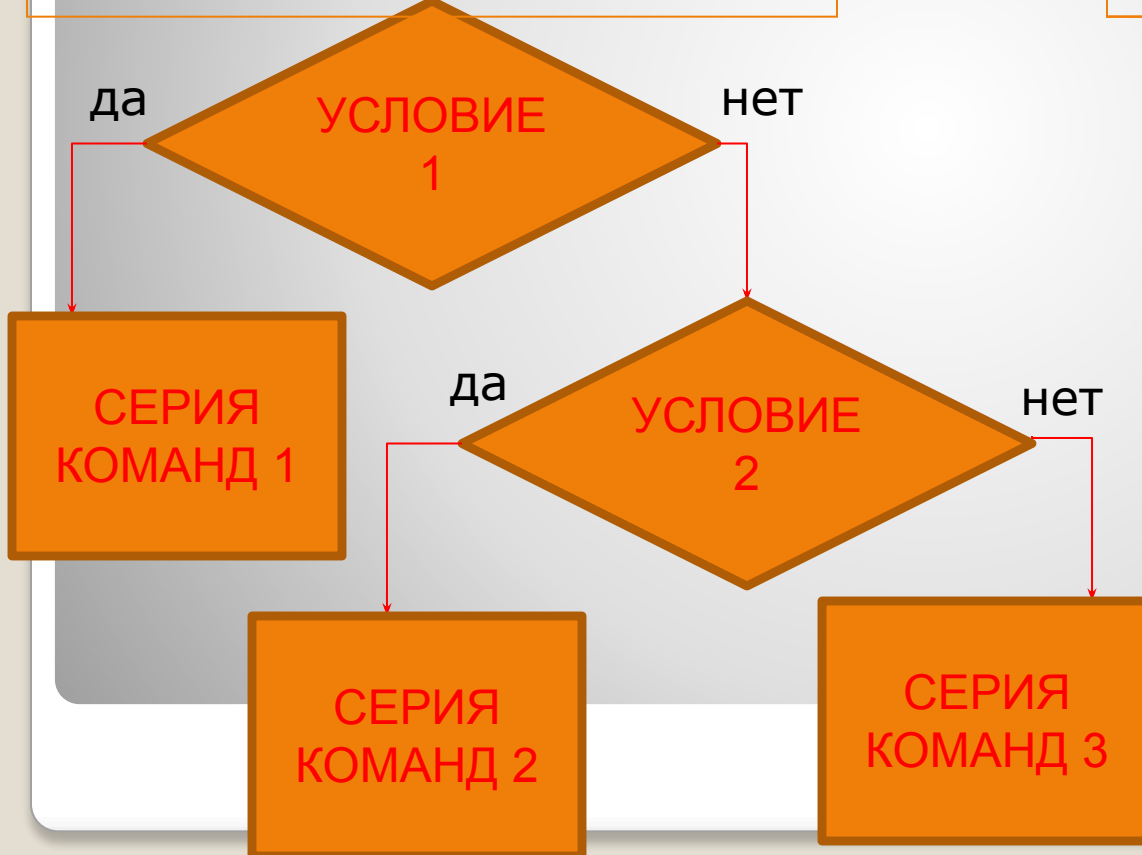 да
УСЛОВИЕ
1
нет
СЕРИЯ
КОМАНД 1
да
УСЛОВИЕ
2
нет
СЕРИЯ
КОМАНД 2
СЕРИЯ
КОМАНД 3